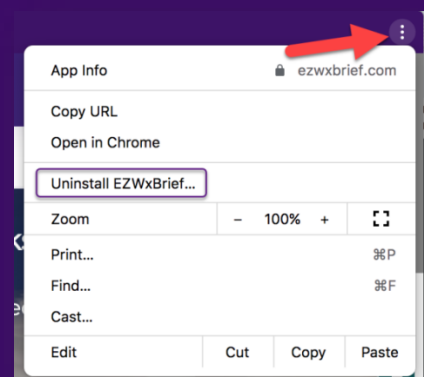 App Info ezwxbrief.com
Copy URL
Open in Chrome
Uninstall EZWxBrief...
Zoom - 100% +
Print... ⌘P
Find... ⌘F
Cast...
Edit Cut Copy Paste